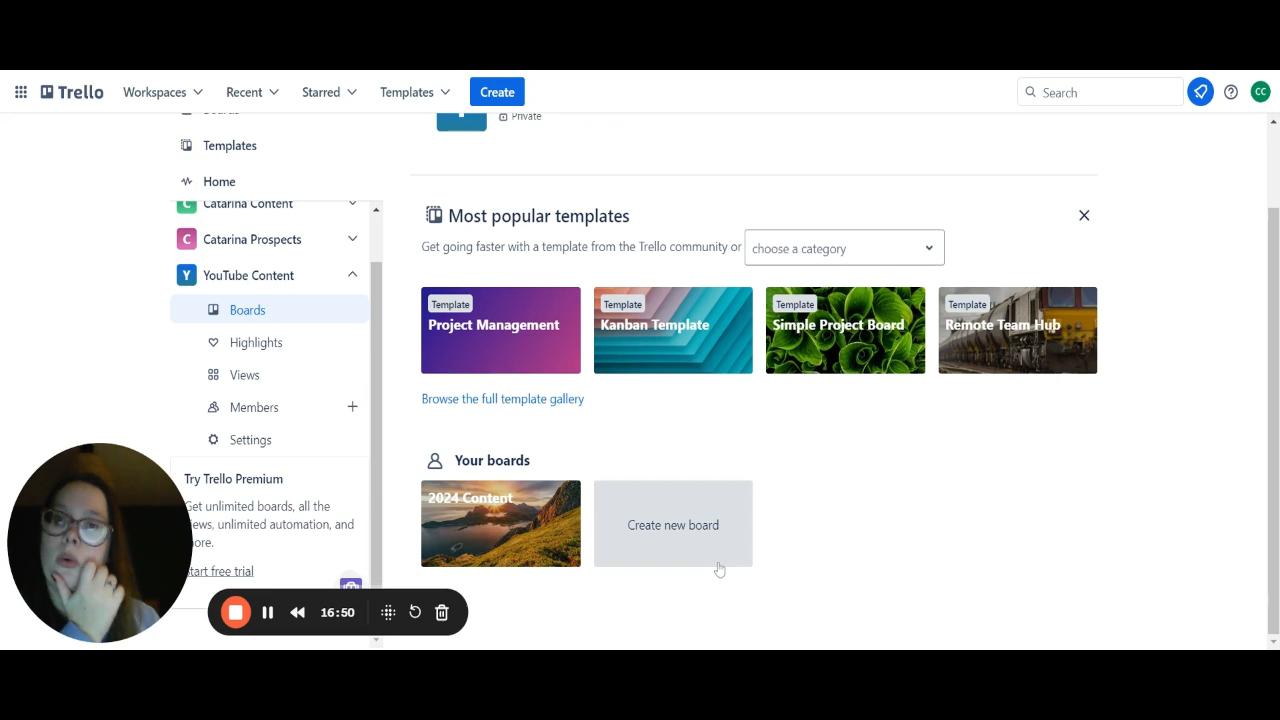 Trello
Workspaces
Recent
Starred
Templates
Create
Search
CC
Boards
Templates
Home
C Catarina Content
C Catarina Prospects
Y YouTube Content
Boards
Highlights
Views
Members
Settings
Try Trello Premium
Get unlimited boards, all the
views, unlimited automation, and
more.
Start free trial
16:50
Private
Most popular templates
Get going faster with a template from the Trello community or
choose a category
Template
Project Management
Template
Kanban Template
Template
Simple Project Board
Template
Remote Team Hub
Browse the full template gallery
Your boards
2024 Content
Create new board